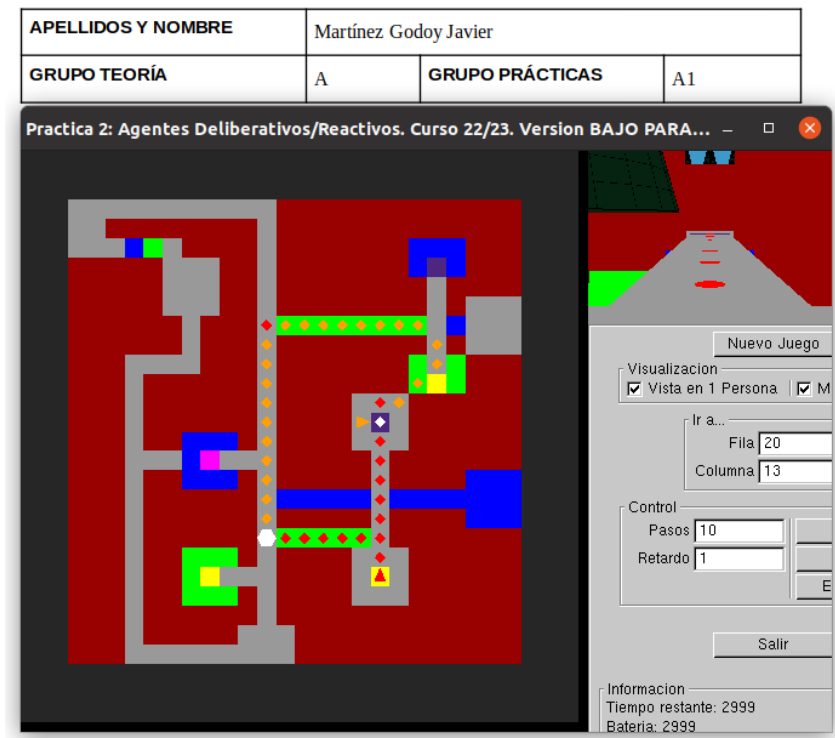 APELLIDOS Y NOMBRE Martínez Godoy Javier
GRUPO TEORÍA A GRUPO PRÁCTICAS A1
Practica 2: Agentes Deliberativos/Reactivos. Curso 22/23. Version BAJO PARA...
Nuevo Juego
Visualizacion
Vista en 1 Persona M
Ir a...
Fila 20
Columna 13
Control
Pasos 10
Retardo 1
E
Salir
Informacion
Tiempo restante: 2999
Bateria: 2999